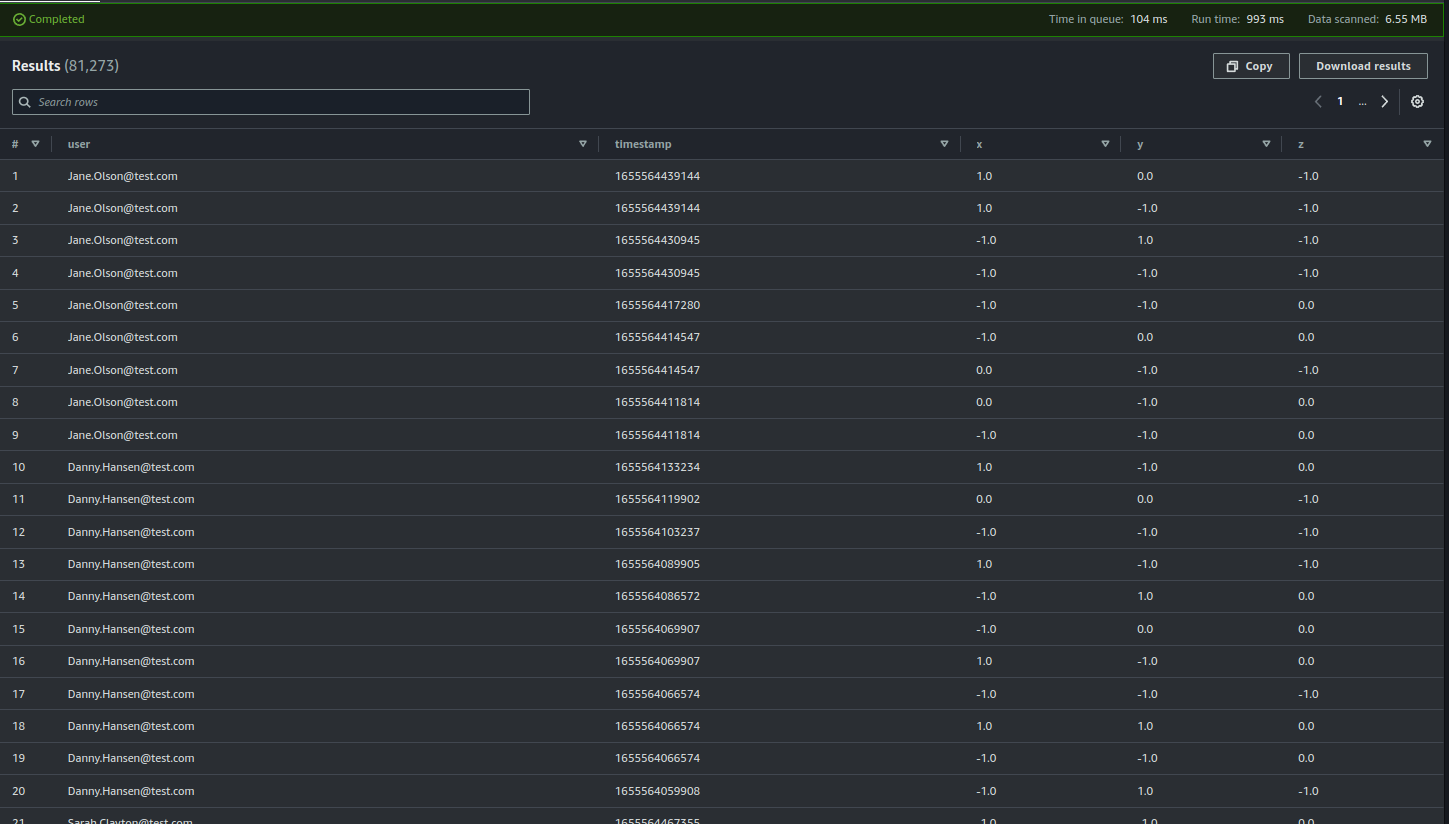 Completed Time in queue: 104 ms Run time: 993 ms Data scanned: 6.55 MB
Results (81,273) Copy Download results
Search rows 1 ...
# user timestamp x y z
1 Jane.Olson@test.com 1655564439144 1.0 0.0 -1.0
2 Jane.Olson@test.com 1655564439144 1.0 -1.0 -1.0
3 Jane.Olson@test.com 1655564430945 -1.0 1.0 -1.0
4 Jane.Olson@test.com 1655564430945 -1.0 -1.0 -1.0
5 Jane.Olson@test.com 1655564417280 -1.0 -1.0 0.0
6 Jane.Olson@test.com 1655564414547 -1.0 0.0 0.0
7 Jane.Olson@test.com 1655564414547 0.0 -1.0 -1.0
8 Jane.Olson@test.com 1655564411814 0.0 -1.0 0.0
9 Jane.Olson@test.com 1655564411814 -1.0 -1.0 0.0
10 Danny.Hansen@test.com 1655564133234 1.0 -1.0 0.0
11 Danny.Hansen@test.com 1655564119902 0.0 0.0 -1.0
12 Danny.Hansen@test.com 1655564103237 -1.0 -1.0 -1.0
13 Danny.Hansen@test.com 1655564089905 1.0 -1.0 -1.0
14 Danny.Hansen@test.com 1655564086572 -1.0 1.0 0.0
15 Danny.Hansen@test.com 1655564069907 -1.0 0.0 0.0
16 Danny.Hansen@test.com 1655564069907 1.0 -1.0 0.0
17 Danny.Hansen@test.com 1655564066574 -1.0 -1.0 -1.0
18 Danny.Hansen@test.com 1655564066574 1.0 1.0 0.0
19 Danny.Hansen@test.com 1655564066574 -1.0 -1.0 0.0
20 Danny.Hansen@test.com 1655564059908 -1.0 1.0 -1.0
21 Sarah.Clayton@test.com 1655564467355 -1.0 -1.0 0.0